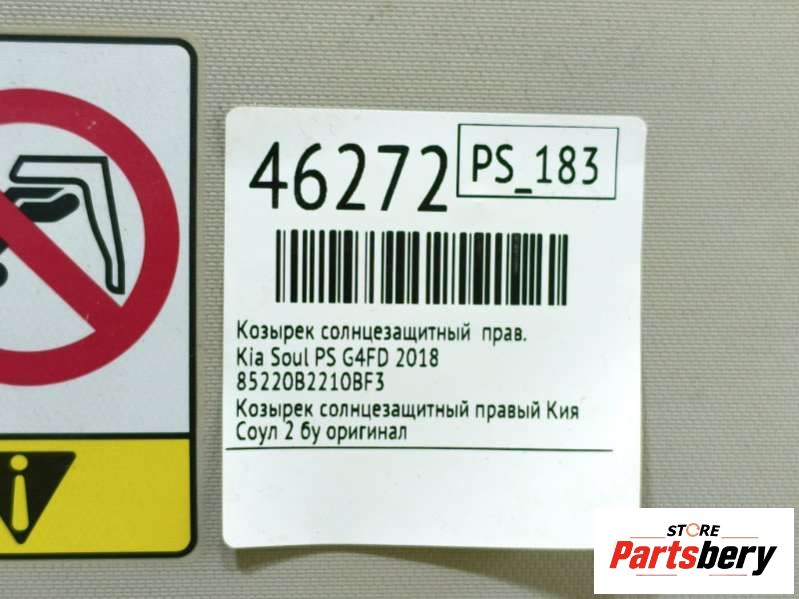 46272
PS_183
Козырек солнцезащитный прав.
Kia Soul PS G4FD 2018
85220B2210BF3
Козырек солнцезащитный правый Кия
Соул 2 бу оригинал
STORE
Partsbery